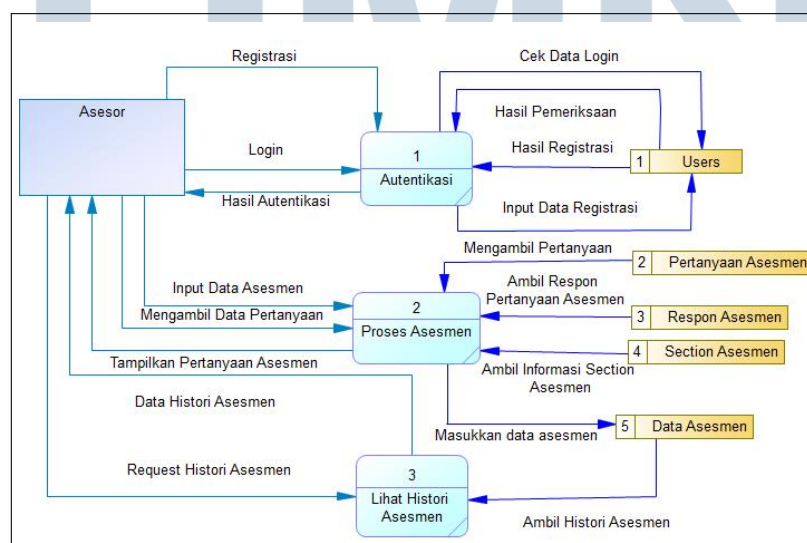 Registrasi
Cek Data Login
Asesor
Hasil Pemeriksaan
Login
1
Autentikasi
Hasil Registrasi
1 Users
Hasil Autentikasi
Input Data Registrasi
Mengambil Pertanyaan
2 Pertanyaan Asesmen
Input Data Asesmen
Mengambil Data Pertanyaan
2
Proses Asesmen
Ambil Respon
Pertanyaan Asesmen
3 Respon Asesmen
4 Section Asesmen
Tampilkan Pertanyaan Asesmen
Ambil Informasi Section
Asesmen
Data Histori Asesmen
Masukkan data asesmen
5 Data Asesmen
Request Histori Asesmen
3
Lihat Histori
Asesmen
Ambil Histori Asesmen